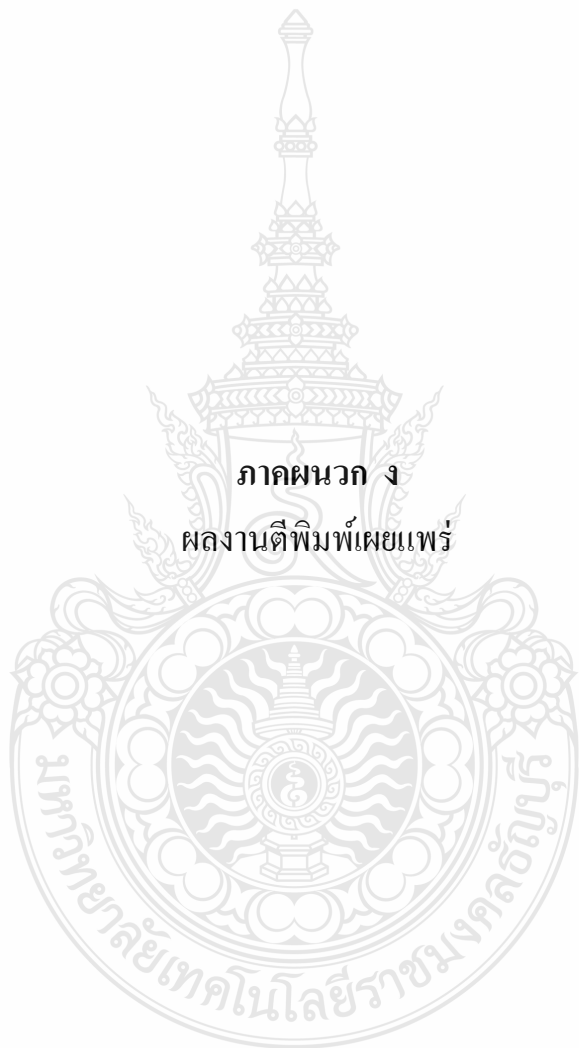 ภาคผนวก ง
ผลงานตีพิมพ์เผยแพร่
มหาวิทยาลัยเทคโนโลยีราชมงคลธัญบุรี